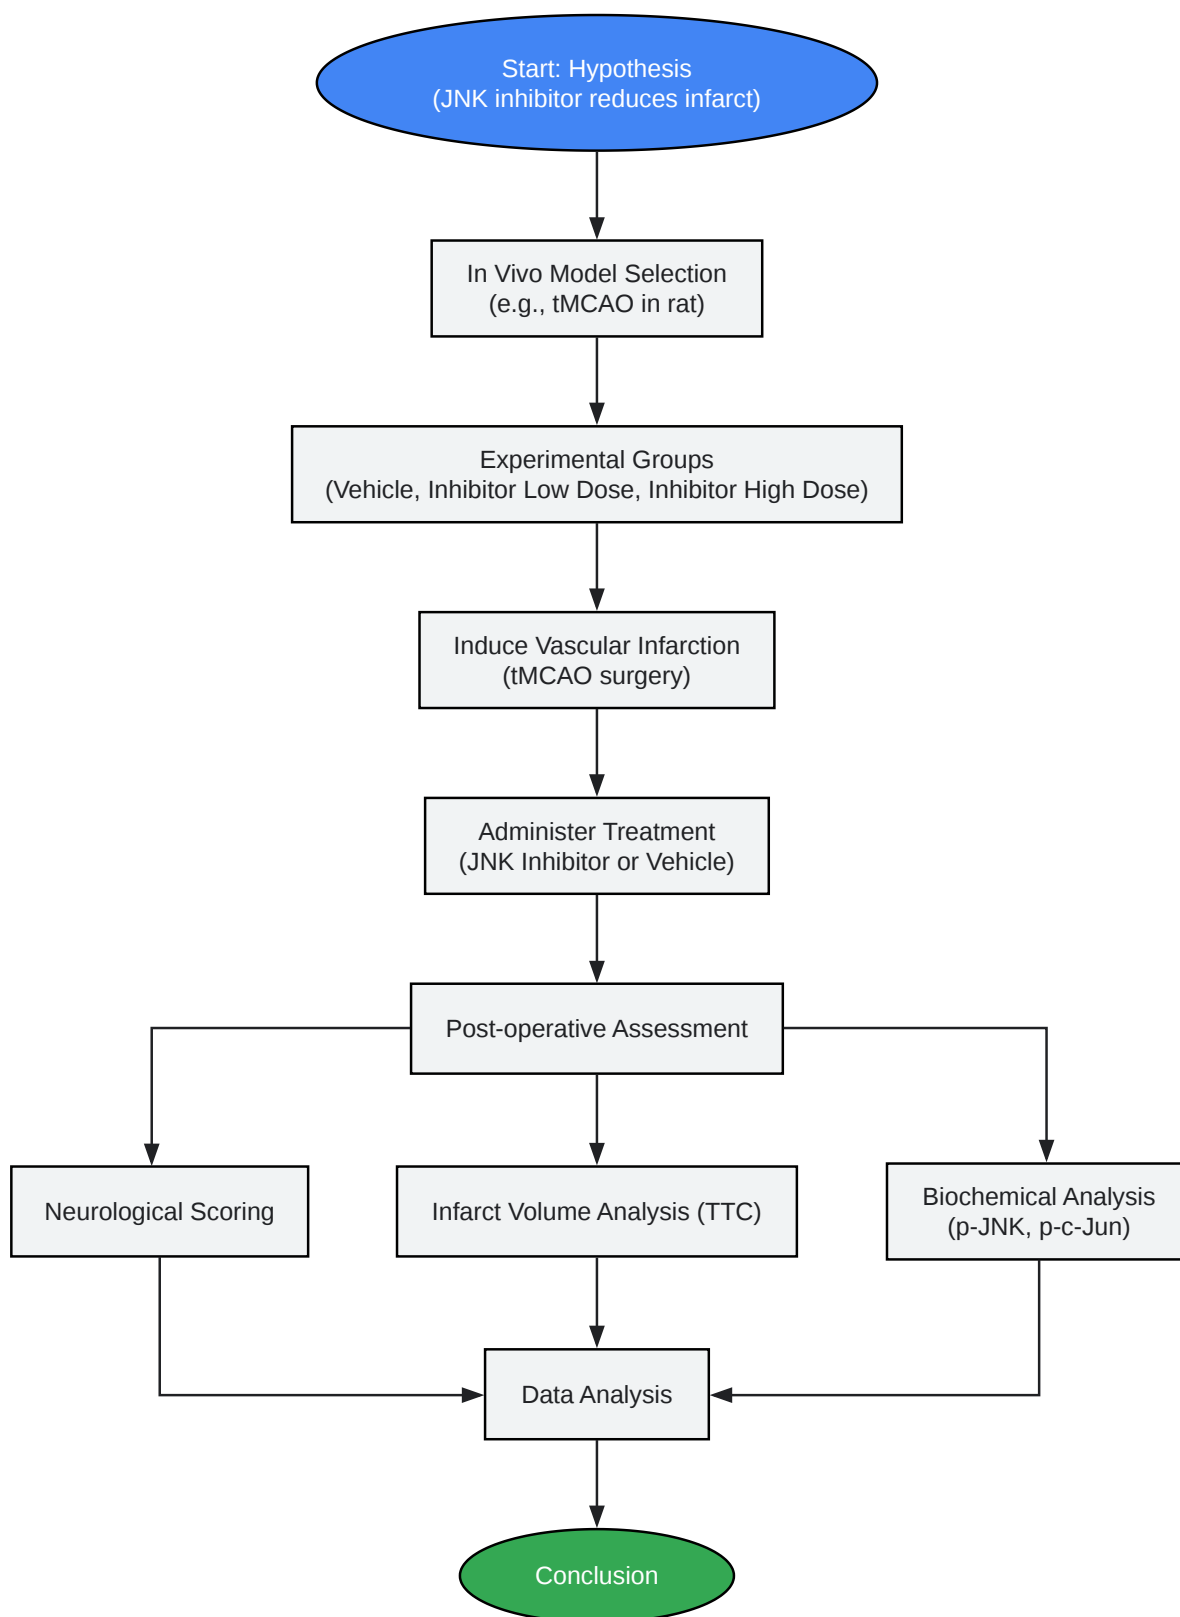 Start: Hypothesis
(JNK inhibitor reduces infarct)
In Vivo Model Selection
(e.g., tMCAO in rat)
Experimental Groups
(Vehicle, Inhibitor Low Dose, Inhibitor High Dose)
Induce Vascular Infarction
(tMCAO surgery)
Administer Treatment
(JNK Inhibitor or Vehicle)
Post-operative Assessment
Neurological Scoring
Infarct Volume Analysis (TTC)
Biochemical Analysis
(p-JNK, p-c-Jun)
Data Analysis
Conclusion